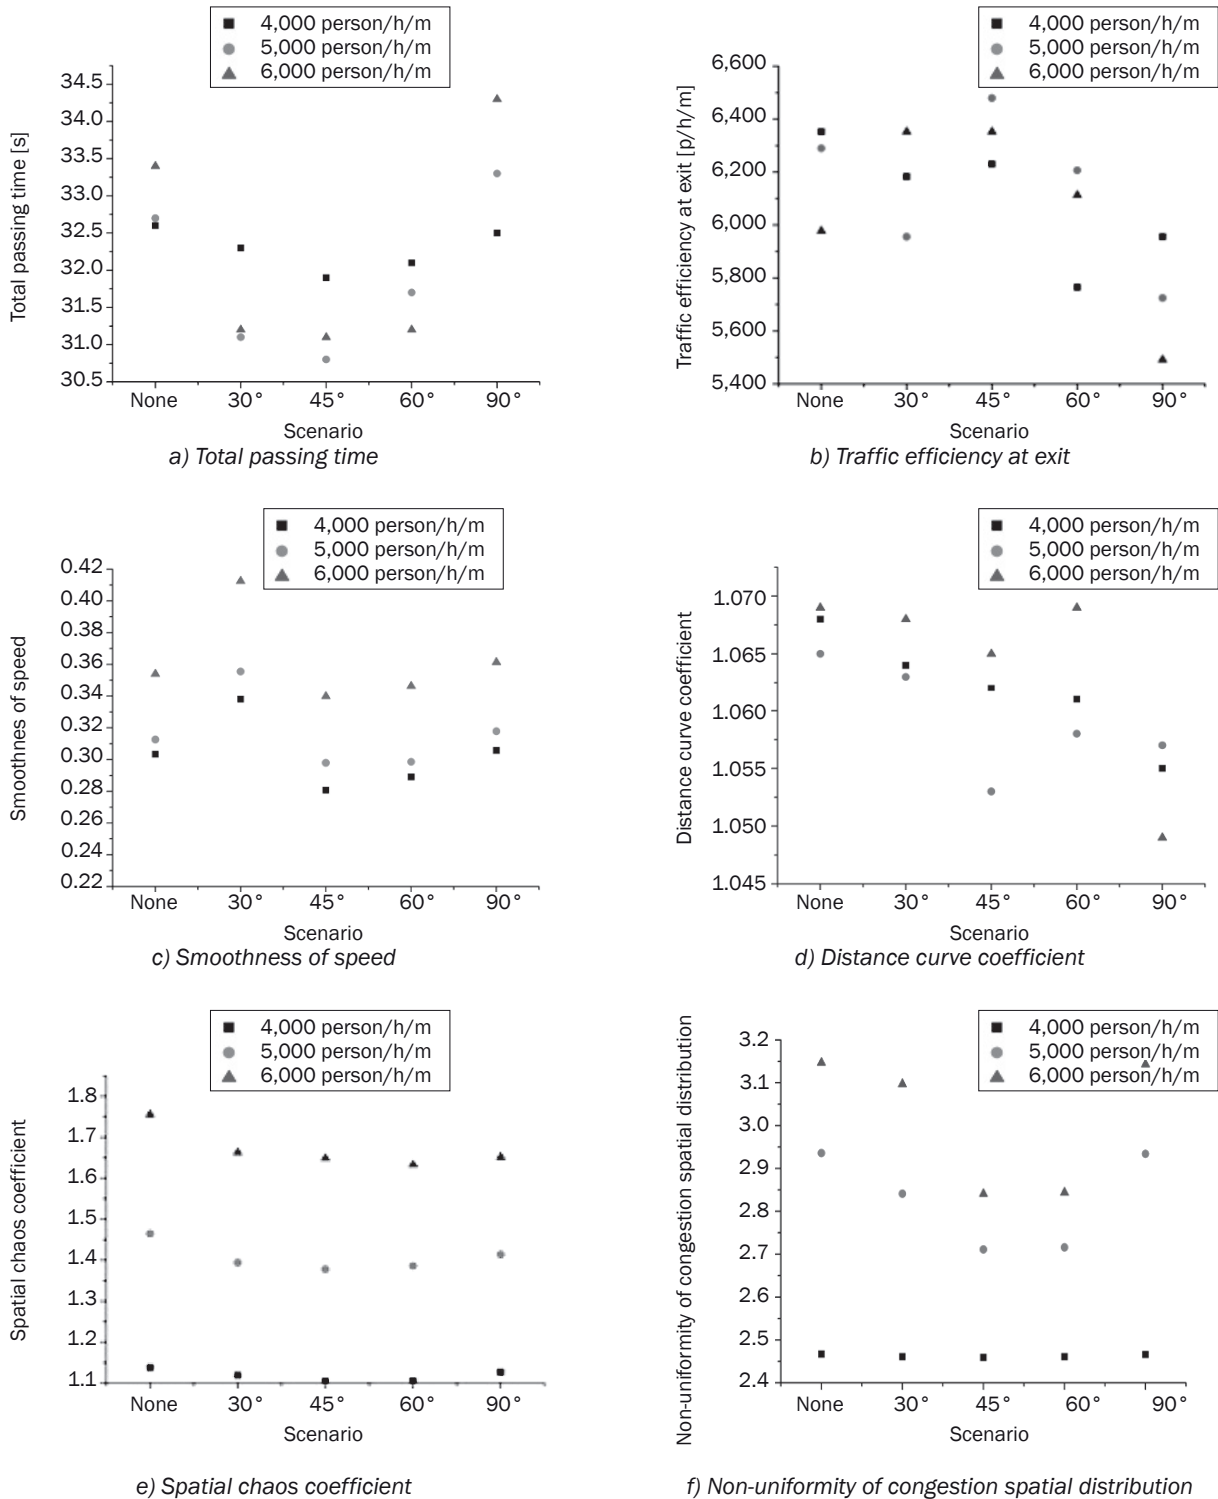 4,000 person/h/m
5,000 person/h/m
6,000 person/h/m
Total passing time [s]
34.5
34.0
33.5
33.0
32.5
32.0
31.5
31.0
30.5
None 30° 45° 60° 90°
Scenario
a) Total passing time
4,000 person/h/m
5,000 person/h/m
6,000 person/h/m
Traffic efficiency at exit [p/h/m]
6,600
6,400
6,200
6,000
5,800
5,600
5,400
None 30° 45° 60° 90°
Scenario
b) Traffic efficiency at exit
4,000 person/h/m
5,000 person/h/m
6,000 person/h/m
Smoothnes of speed
0.42
0.40
0.38
0.36
0.34
0.32
0.30
0.28
0.26
0.24
0.22
None 30° 45° 60° 90°
Scenario
c) Smoothness of speed
4,000 person/h/m
5,000 person/h/m
6,000 person/h/m
Distance curve coefficient
1.070
1.065
1.060
1.055
1.050
1.045
None 30° 45° 60° 90°
Scenario
d) Distance curve coefficient
4,000 person/h/m
5,000 person/h/m
6,000 person/h/m
Spatial chaos coefficient
1.8
1.7
1.6
1.5
1.4
1.3
1.2
1.1
None 30° 45° 60° 90°
Scenario
e) Spatial chaos coefficient
4,000 person/h/m
5,000 person/h/m
6,000 person/h/m
Non-uniformity of congestion spatial distribution
3.2
3.1
3.0
2.9
2.8
2.7
2.6
2.5
2.4
None 30° 45° 60° 90°
Scenario
f) Non-uniformity of congestion spatial distribution